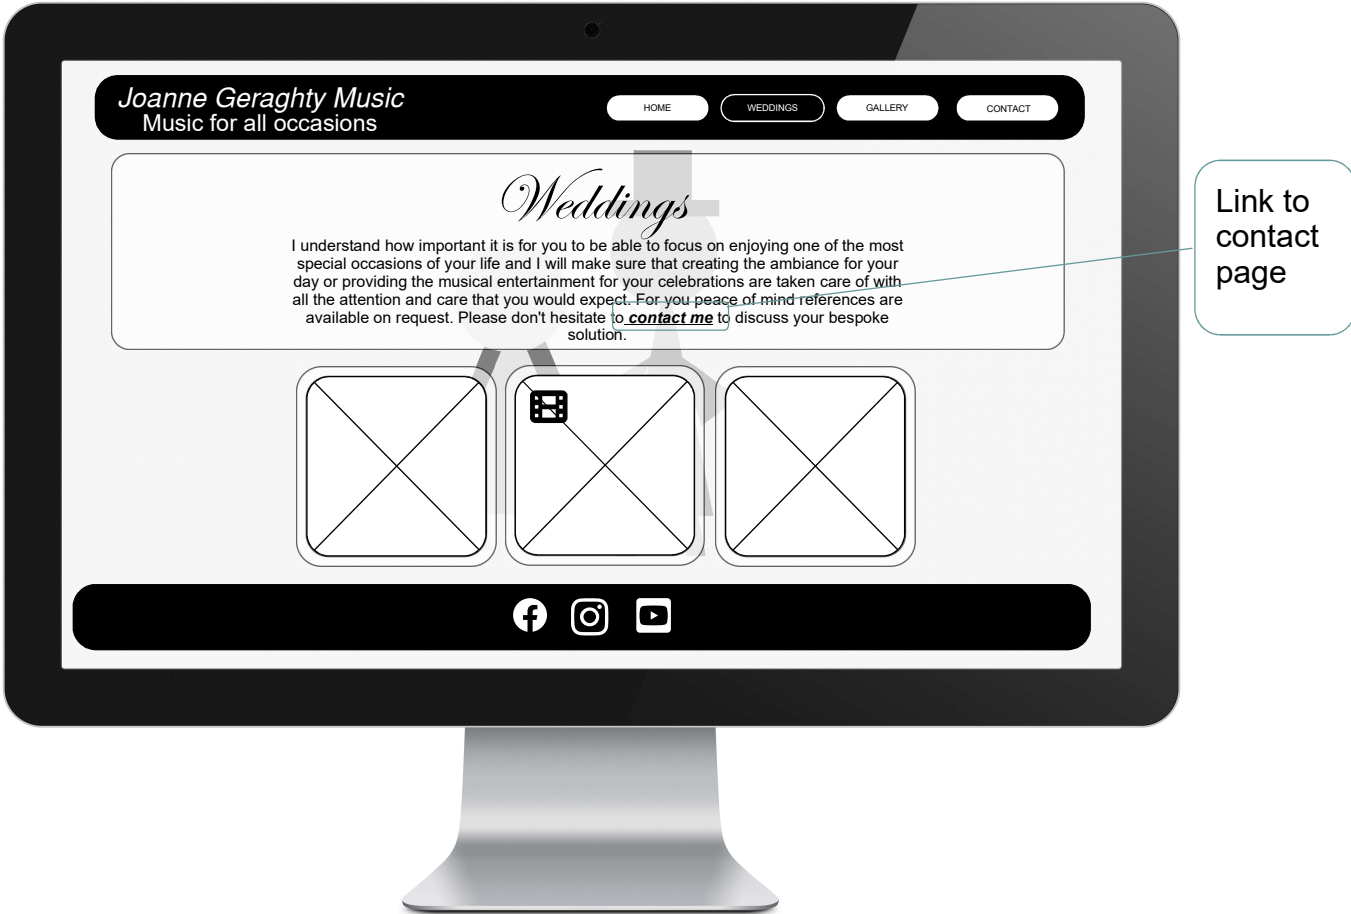 Joanne Geraghty Music
Music for all occasions
HOME
WEDDINGS
GALLERY
CONTACT
Weddings
I understand how important it is for you to be able to focus on enjoying one of the most
special occasions of your life and I will make sure that creating the ambiance for your
day or providing the musical entertainment for your celebrations are taken care of with
all the attention and care that you would expect. For you peace of mind references are
available on request. Please don't hesitate to contact me to discuss your bespoke
solution.
Link to
contact
page